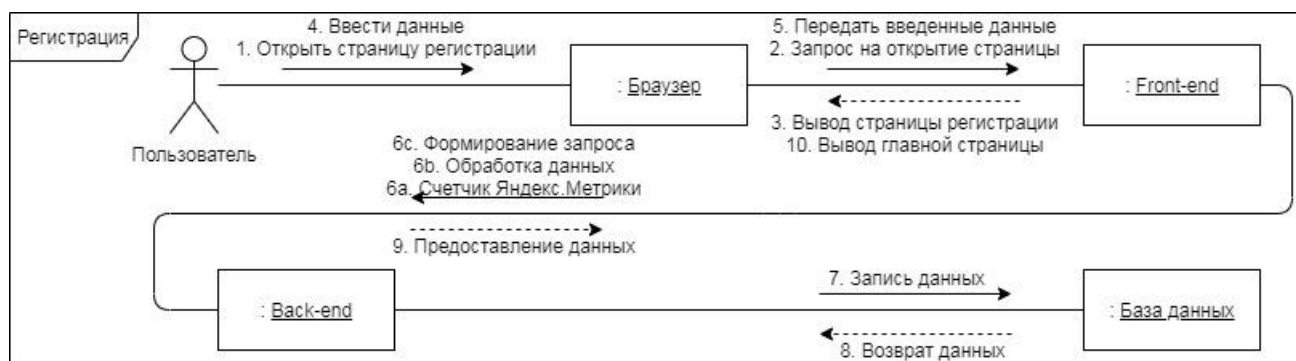 Регистрация
4. Ввести данные
1. Открыть страницу регистрации
5. Передать введенные данные
2. Запрос на открытие страницы
: Браузер
: Front-end
3. Вывод страницы регистрации
10. Вывод главной страницы
Пользователь
6c. Формирование запроса
6b. Обработка данных
6a. Счетчик Яндекс.Метрики
9. Предоставление данных
: Back-end
7. Запись данных
: База данных
8. Возврат данных